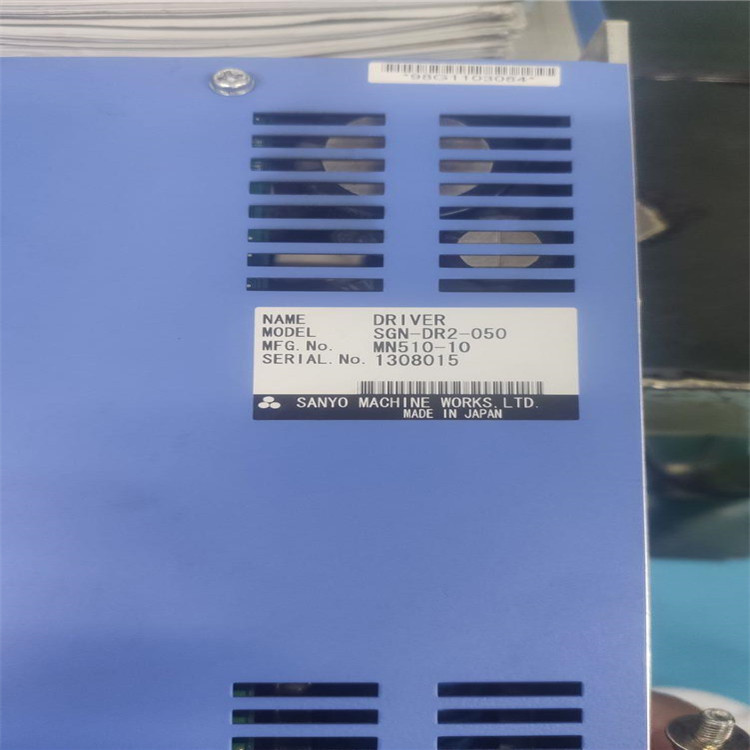 *98G1103084*
NAME DRIVER
MODEL SGN-DR2-050
MFG.No. MN510-10
SERIAL.No. 1308015
SANYO MACHINE WORKS,LTD.
MADE IN JAPAN